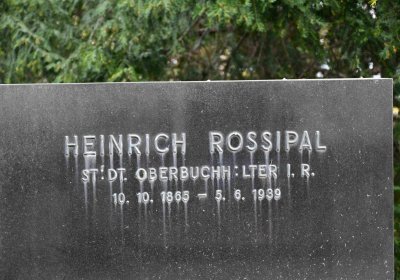 HEINRICH ROSSIPAL
ST:DT. OBERBUCHH:LTER I. R.
10. 10. 1865 – 5. 6. 1939